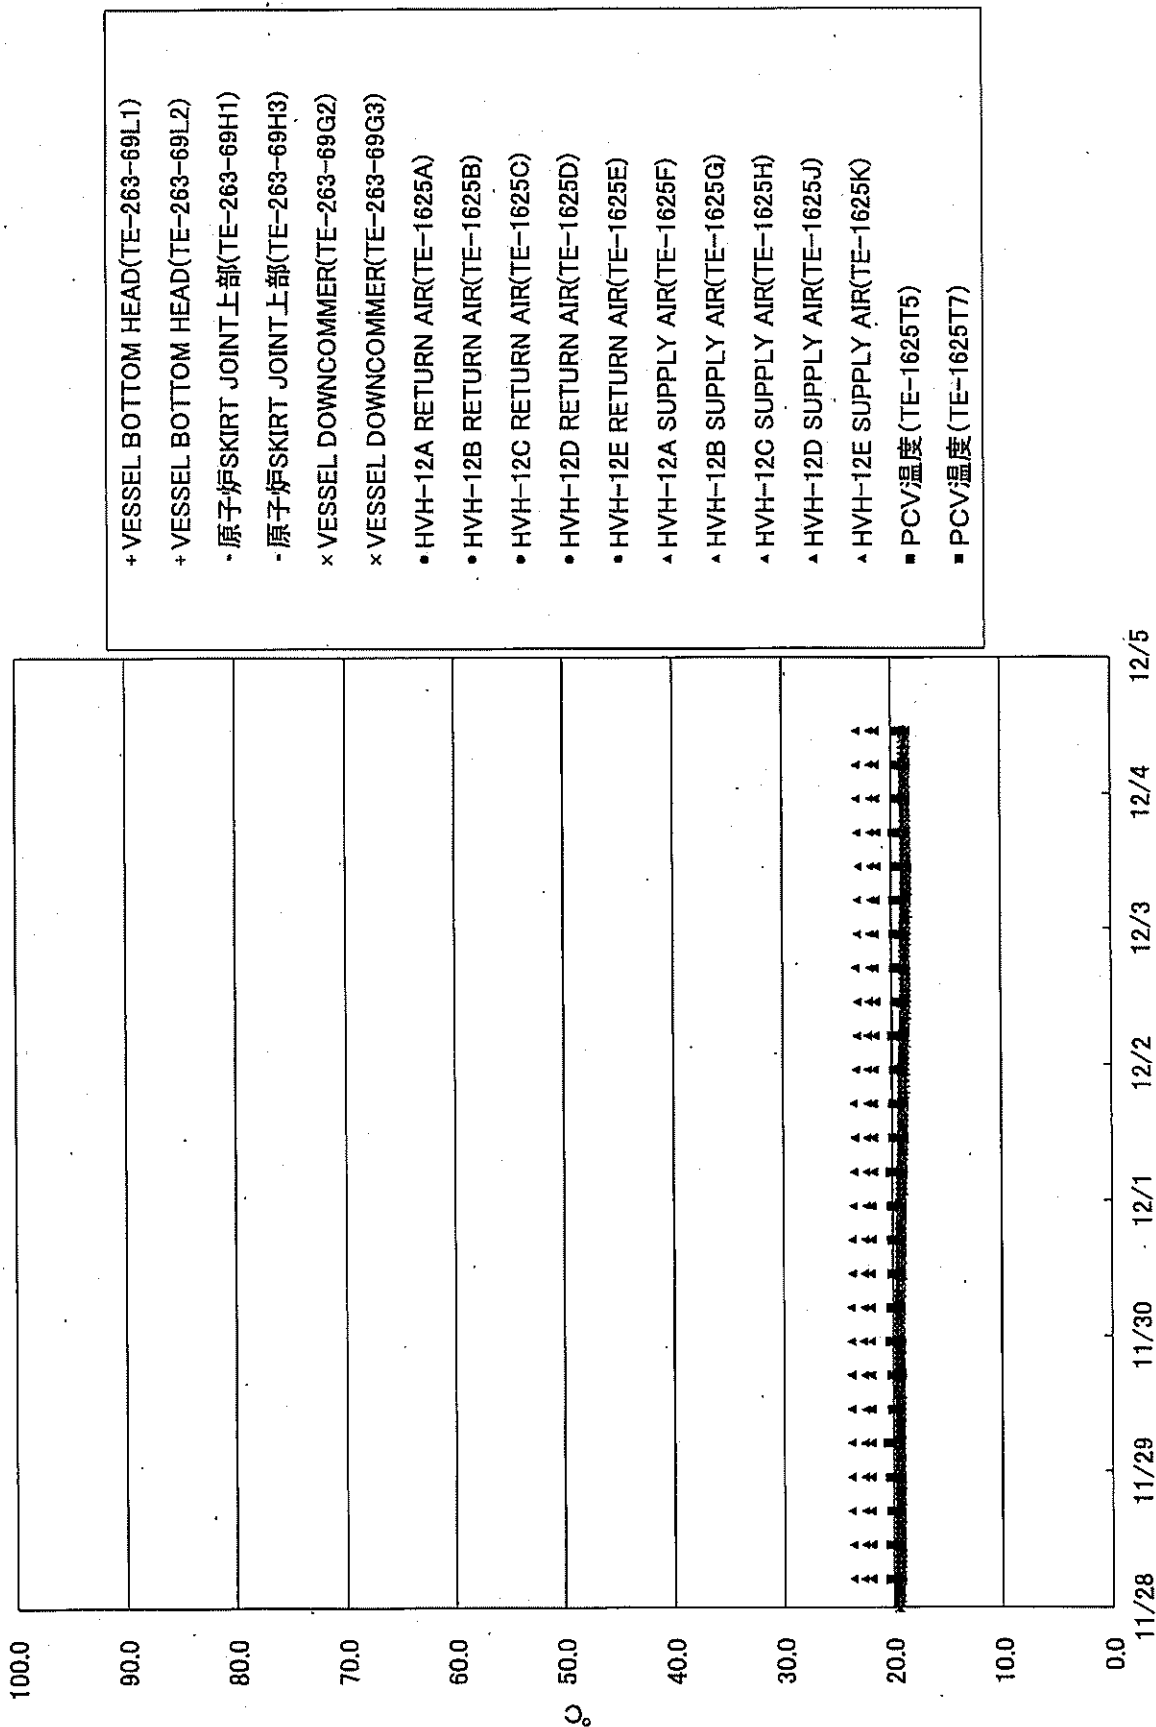 100.0
90.0
80.0
70.0
60.0
50.0
40.0
30.0
20.0
10.0
0.0
℃
11/28
11/29
11/30
12/1
12/2
12/3
12/4
12/5
+ VESSEL BOTTOM HEAD(TE-263-69L1)
+ VESSEL BOTTOM HEAD(TE-263-69L2)
- 原子炉SKIRT JOINT上部(TE-263-69H1)
- 原子炉SKIRT JOINT上部(TE-263-69H3)
× VESSEL DOWNCOMMER(TE-263-69G2)
× VESSEL DOWNCOMMER(TE-263-69G3)
● HVH-12A RETURN AIR(TE-1625A)
● HVH-12B RETURN AIR(TE-1625B)
● HVH-12C RETURN AIR(TE-1625C)
● HVH-12D RETURN AIR(TE-1625D)
● HVH-12E RETURN AIR(TE-1625E)
▲ HVH-12A SUPPLY AIR(TE-1625F)
▲ HVH-12B SUPPLY AIR(TE-1625G)
▲ HVH-12C SUPPLY AIR(TE-1625H)
▲ HVH-12D SUPPLY AIR(TE-1625J)
▲ HVH-12E SUPPLY AIR(TE-1625K)
■ PCV温度(TE-1625T5)
■ PCV温度(TE-1625T7)